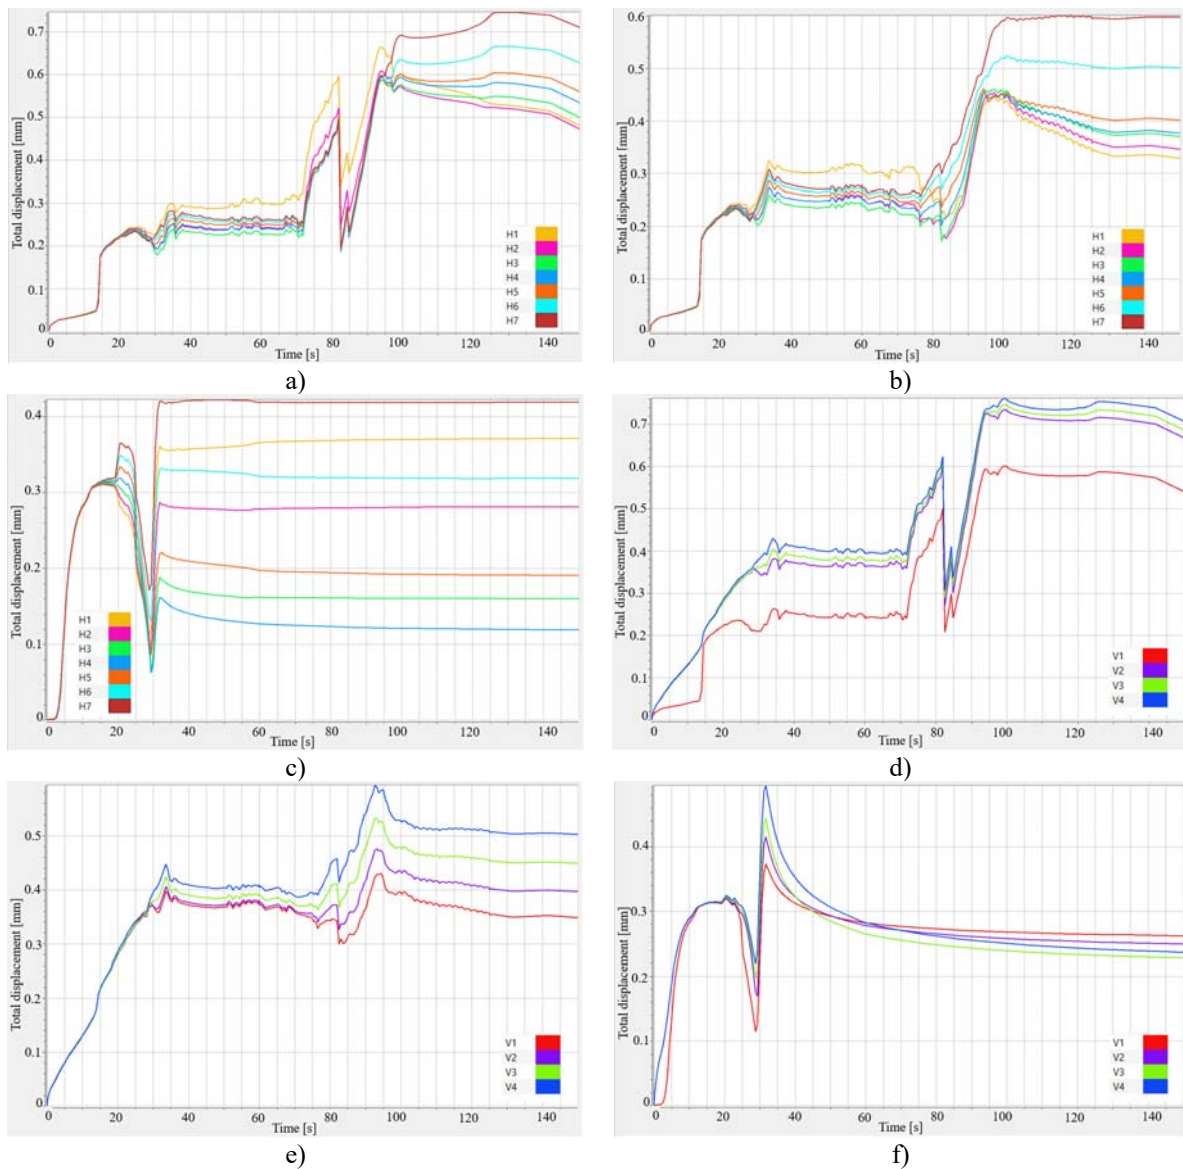 Total displacement [mm]
0.7
0.6
0.5
0.4
0.3
0.2
0.1
0
H1
H2
H3
H4
H5
H6
H7
0 20 40 60 80 100 120 140
Time [s]
a)
Total displacement [mm]
0.6
0.5
0.4
0.3
0.2
0.1
0
H1
H2
H3
H4
H5
H6
H7
0 20 40 60 80 100 120 140
Time [s]
b)
Total displacement [mm]
0.4
0.3
0.2
0.1
0
H1
H2
H3
H4
H5
H6
H7
0 20 40 60 80 100 120 140
Time [s]
c)
Total displacement [mm]
0.7
0.6
0.5
0.4
0.3
0.2
0.1
0
V1
V2
V3
V4
0 20 40 60 80 100 120 140
Time [s]
d)
Total displacement [mm]
0.5
0.4
0.3
0.2
0.1
0
V1
V2
V3
V4
0 20 40 60 80 100 120 140
Time [s]
e)
Total displacement [mm]
0.4
0.3
0.2
0.1
0
V1
V2
V3
V4
0 20 40 60 80 100 120 140
Time [s]
f)